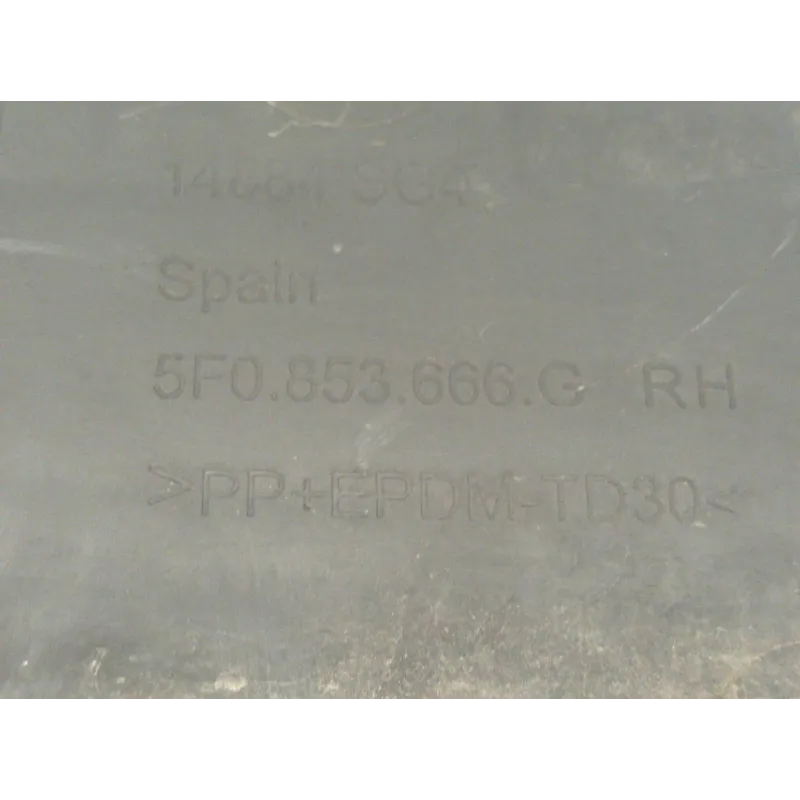 Spain
5F0.853.666.G RH
>PP+EPDM-TD30<